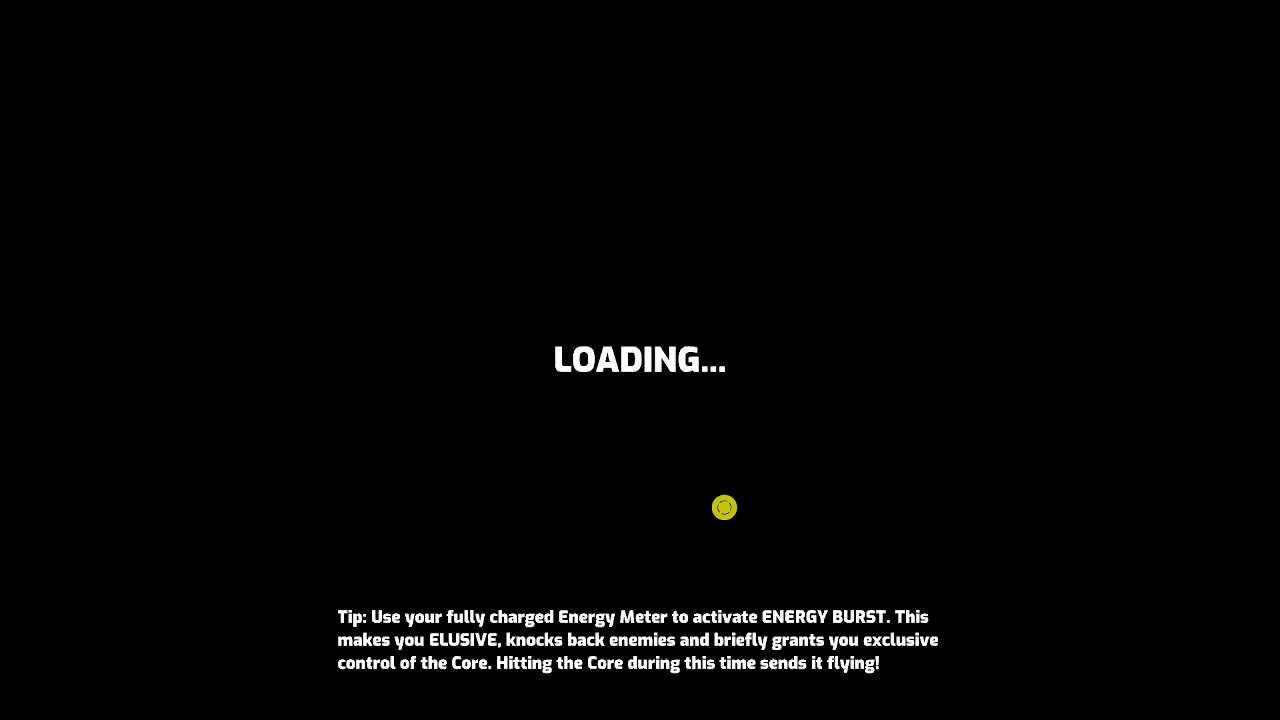 LOADING...
Tip: Use your fully charged Energy Meter to activate ENERGY BURST. This
makes you ELUSIVE, knocks back enemies and briefly grants you exclusive
control of the Core. Hitting the Core during this time sends it flying!